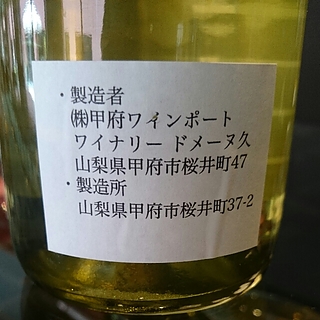 ・製造者
㈱甲府ワインポート
ワイナリー ドメーヌ久
山梨県甲府市桜井町47
・製造所
山梨県甲府市桜井町37-2